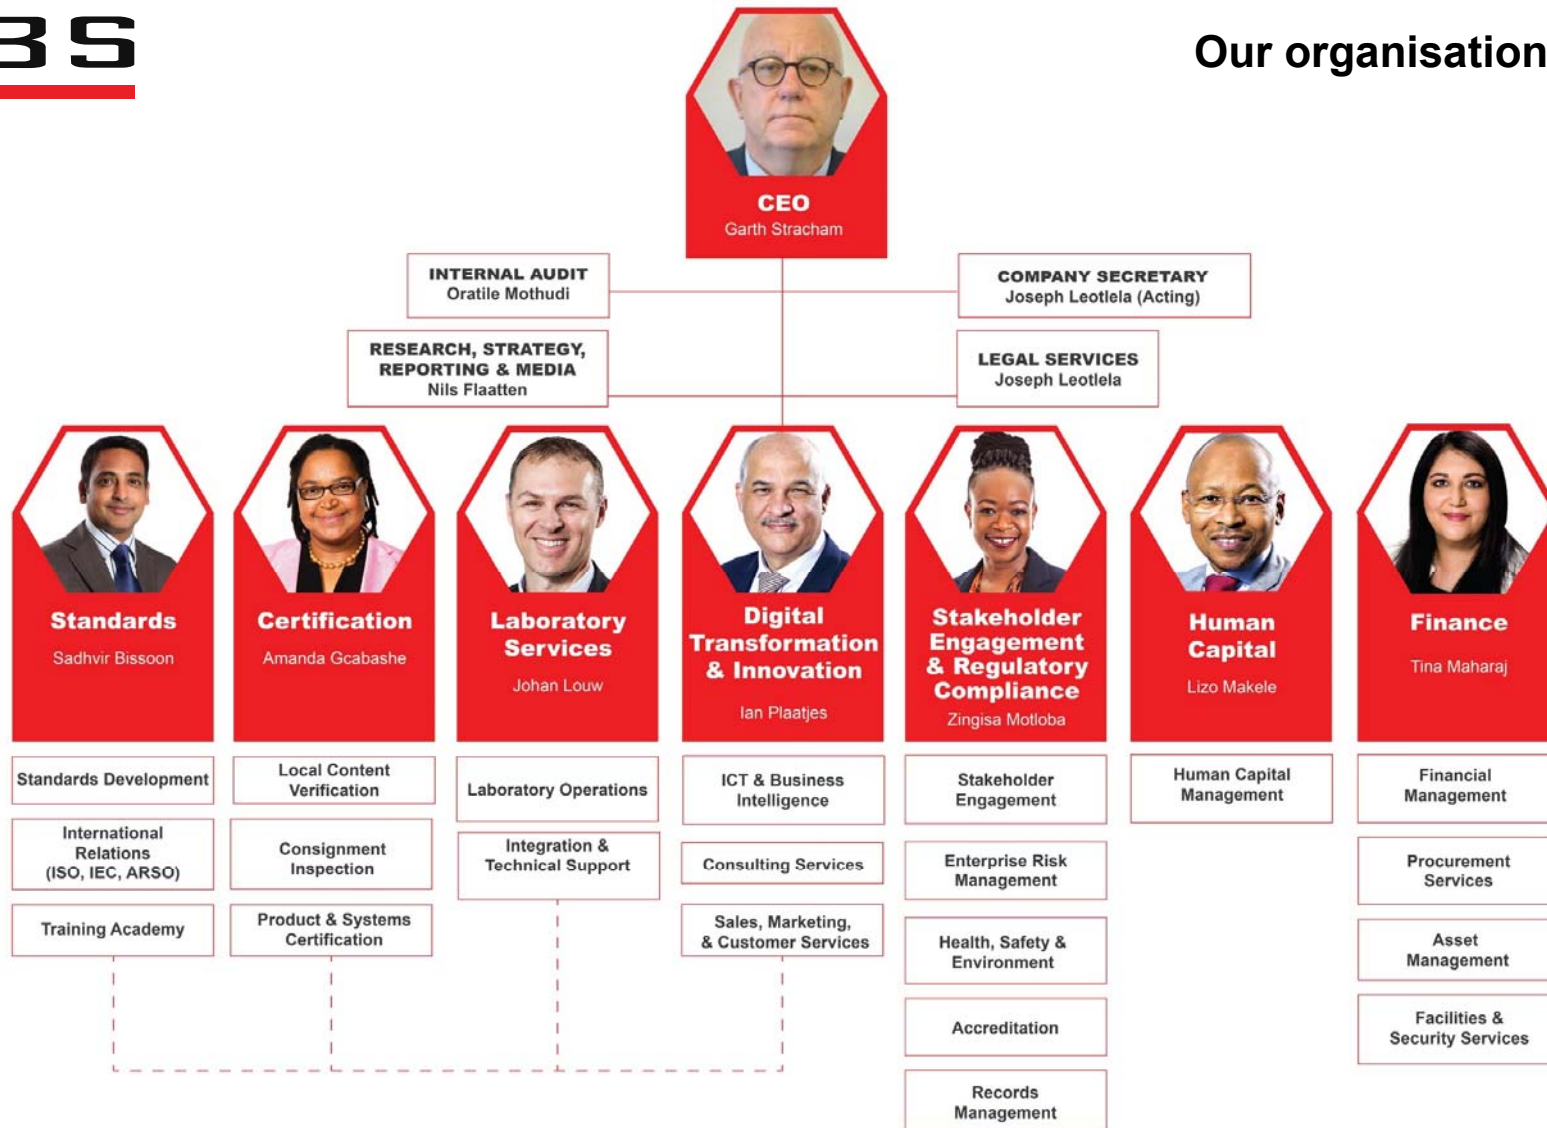 BS
Our organisation
CEO
Garth Stracham
INTERNAL AUDIT
Oratile Mothudi
COMPANY SECRETARY
Joseph Leotlela (Acting)
RESEARCH, STRATEGY,
REPORTING & MEDIA
Nils Flaatten
LEGAL SERVICES
Joseph Leotlela
Standards
Sadhvir Bissoon
Certification
Amanda Gcabashe
Laboratory
Services
Johan Louw
Digital
Transformation
& Innovation
Ian Plaatjes
Stakeholder
Engagement
& Regulatory
Compliance
Zingisa Motloba
Human
Capital
Lizo Makele
Finance
Tina Maharaj
Standards Development
International
Relations
(ISO, IEC, ARSO)
Training Academy
Local Content
Verification
Consignment
Inspection
Product & Systems
Certification
Laboratory Operations
Integration &
Technical Support
ICT & Business
Intelligence
Consulting Services
Sales, Marketing,
& Customer Services
Stakeholder
Engagement
Enterprise Risk
Management
Health, Safety &
Environment
Accreditation
Records
Management
Human Capital
Management
Financial
Management
Procurement
Services
Asset
Management
Facilities &
Security Services